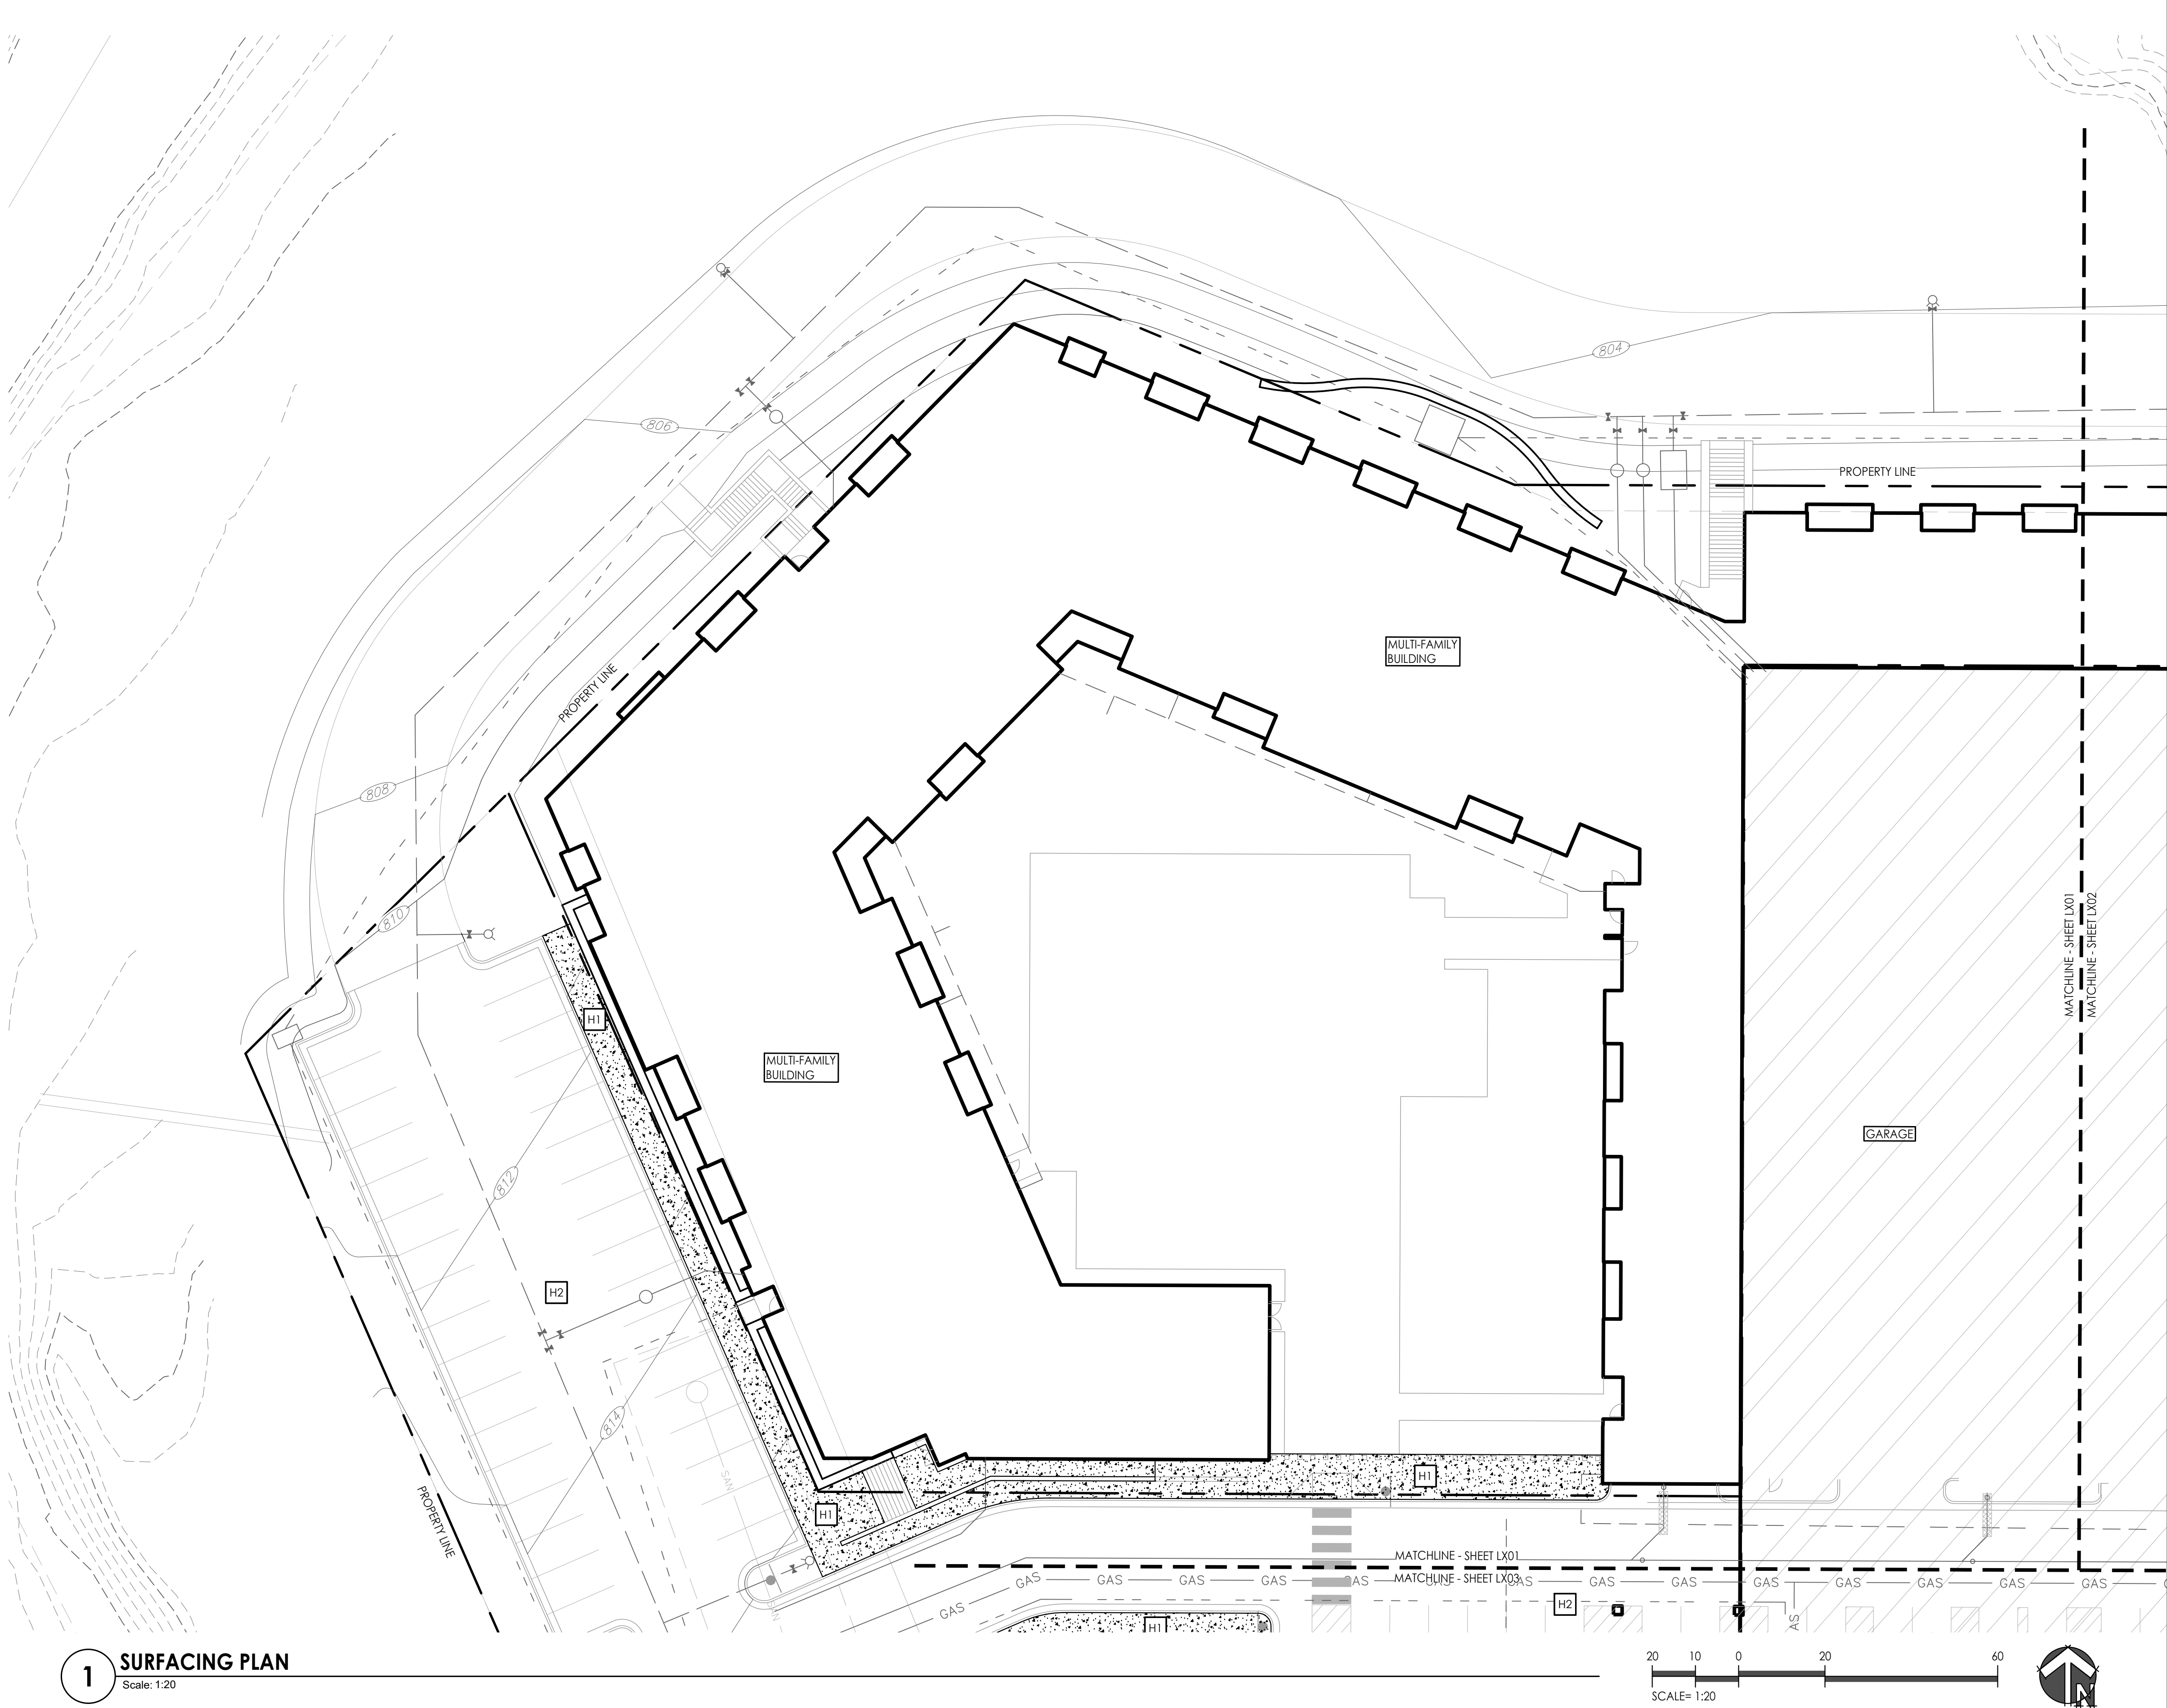 804
806
PROPERTY LINE
MULTI-FAMILY
BUILDING
PROPERTY LINE
808
810
MATCHLINE - SHEET LX01
MATCHLINE - SHEET LX02
H1
MULTI-FAMILY
BUILDING
GARAGE
812
H2
814
SAN
H1
H1
PROPERTY LINE
MATCHLINE - SHEET LX01
MATCHLINE - SHEET LX03
GAS GAS GAS GAS GAS GAS GAS GAS GAS GAS GAS GAS GAS GAS
GAS
H2
H1
1
SURFACING PLAN
Scale: 1:20
20 10 0 20 60
SCALE= 1:20
N